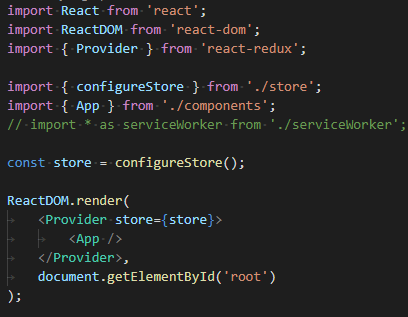 import React from 'react';
import ReactDOM from 'react-dom';
import { Provider } from 'react-redux';

import { configureStore } from './store';
import { App } from './components';
// import * as serviceWorker from './serviceWorker';

const store = configureStore();

ReactDOM.render(
    <Provider store={store}>
        <App />
    </Provider>,
    document.getElementById('root')
);